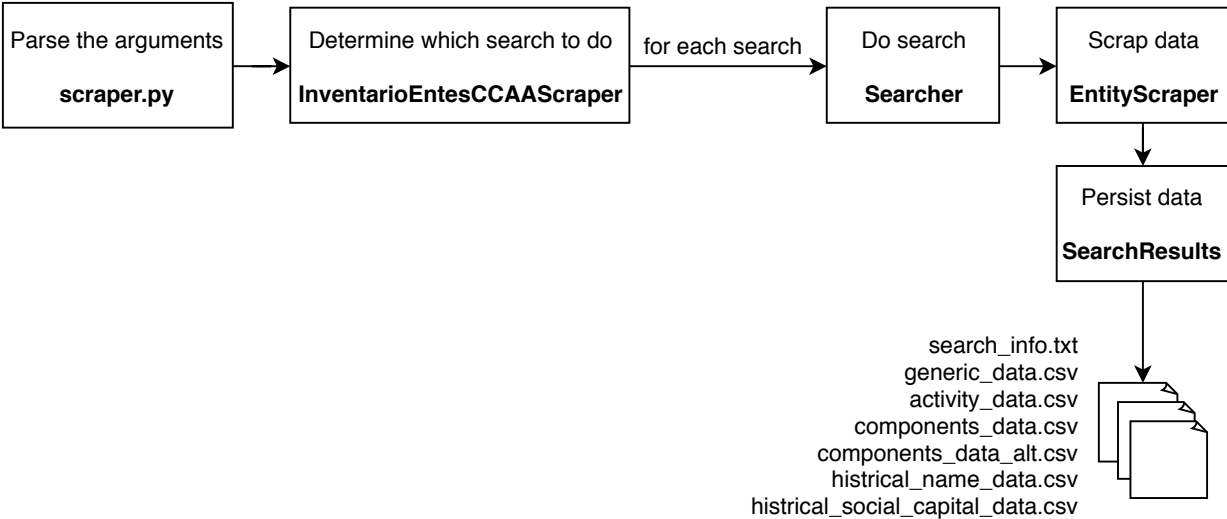 Parse the arguments
scraper.py
Determine which search to do
InventarioEntesCCAAScraper
for each search
Do search
Searcher
Scrap data
EntityScraper
Persist data
SearchResults
search_info.txt
generic_data.csv
activity_data.csv
components_data.csv
components_data_alt.csv
histrical_name_data.csv
histrical_social_capital_data.csv